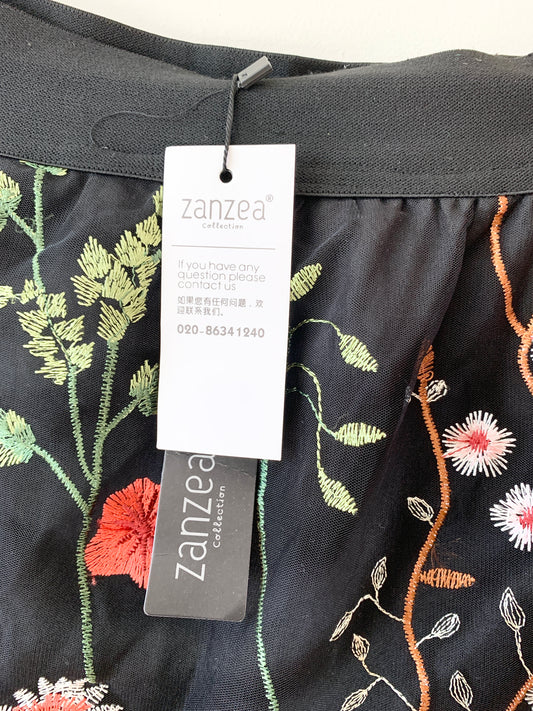 zanzea®
collection
If you have any
question please
contact us
如果您有任何问题，欢
迎联系我们。
020-86341240
zanzea
collection